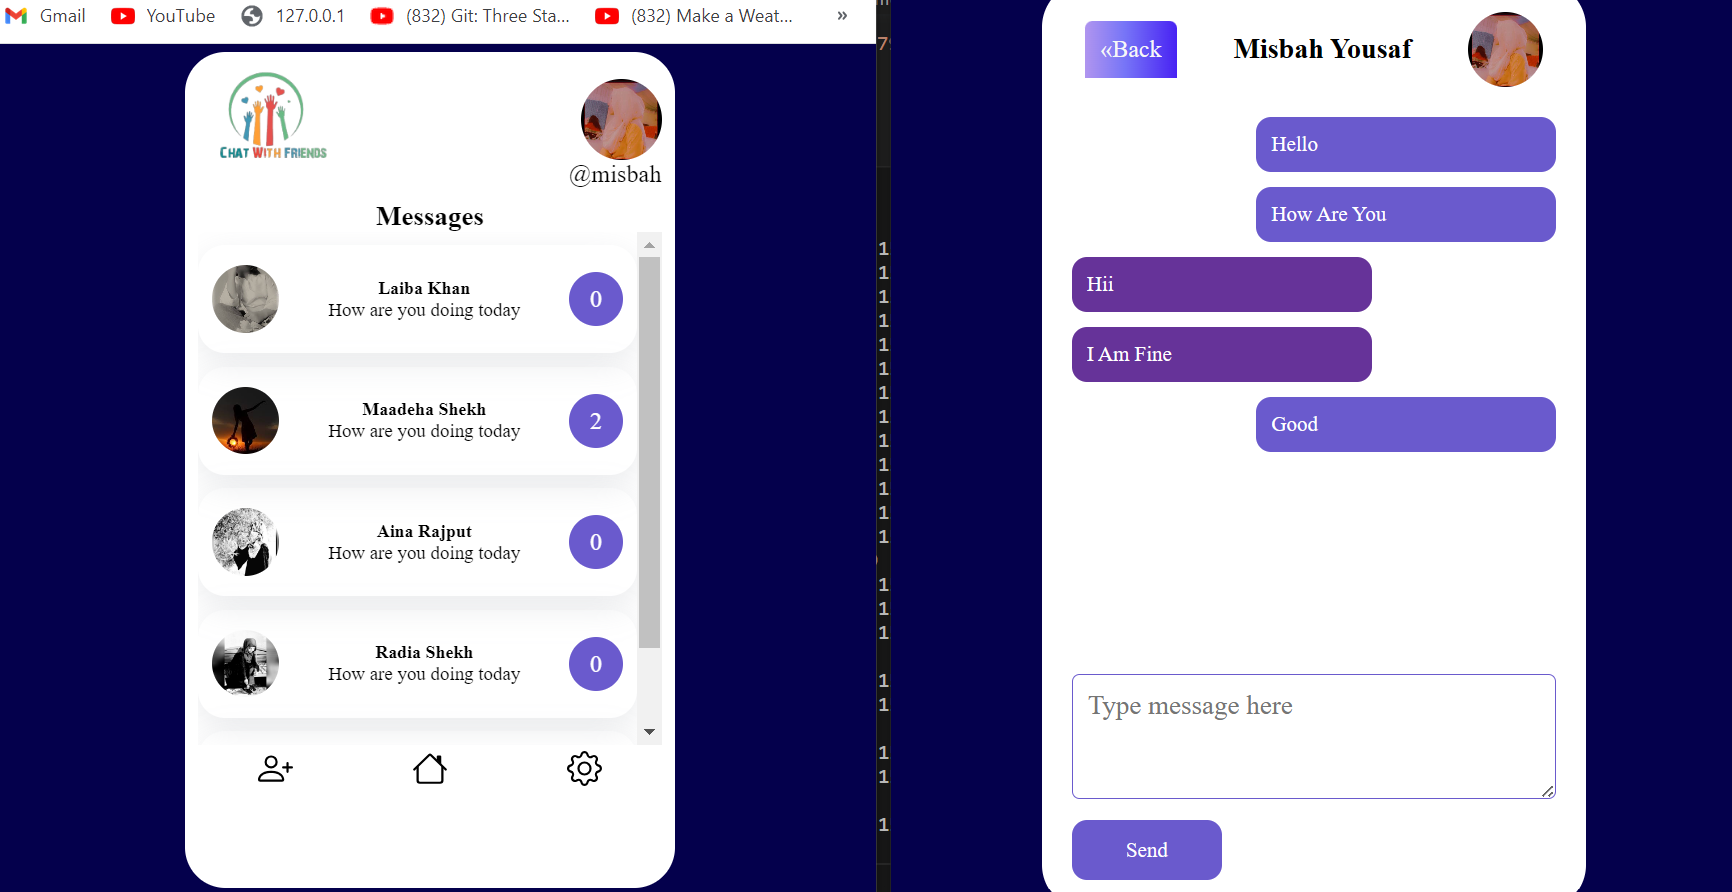 Gmail YouTube 127.0.0.1 (832) Git: Three Sta... (832) Make a Weat... »
CHAT WITH FRIENDS
@misbah
Messages
Laiba Khan
How are you doing today
0
Maadeha Shekh
How are you doing today
2
Aina Rajput
How are you doing today
0
Radia Shekh
How are you doing today
0
«Back
Misbah Yousaf
Hello
How Are You
Hii
I Am Fine
Good
Type message here
Send